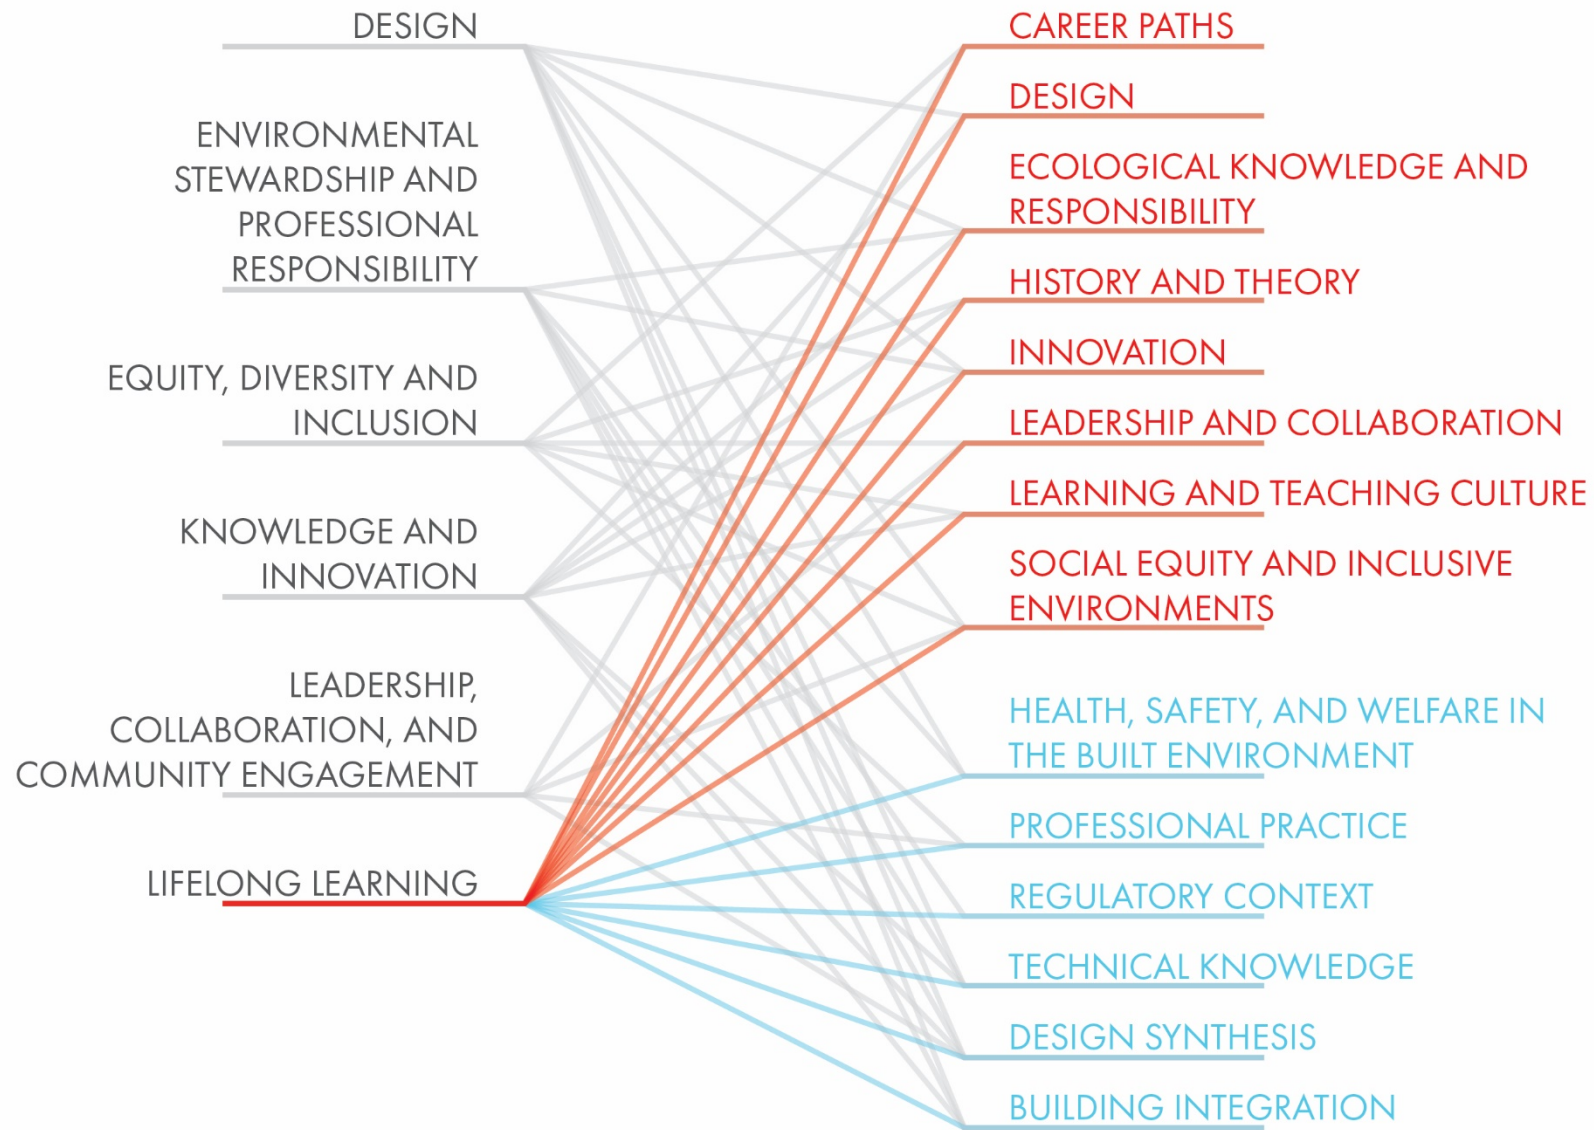 DESIGN
ENVIRONMENTAL
STEWARDSHIP AND
PROFESSIONAL
RESPONSIBILITY
EQUITY, DIVERSITY AND
INCLUSION
KNOWLEDGE AND
INNOVATION
LEADERSHIP,
COLLABORATION, AND
COMMUNITY ENGAGEMENT
LIFELONG LEARNING
CAREER PATHS
DESIGN
ECOLOGICAL KNOWLEDGE AND
RESPONSIBILITY
HISTORY AND THEORY
INNOVATION
LEADERSHIP AND COLLABORATION
LEARNING AND TEACHING CULTURE
SOCIAL EQUITY AND INCLUSIVE
ENVIRONMENTS
HEALTH, SAFETY, AND WELFARE IN
THE BUILT ENVIRONMENT
PROFESSIONAL PRACTICE
REGULATORY CONTEXT
TECHNICAL KNOWLEDGE
DESIGN SYNTHESIS
BUILDING INTEGRATION